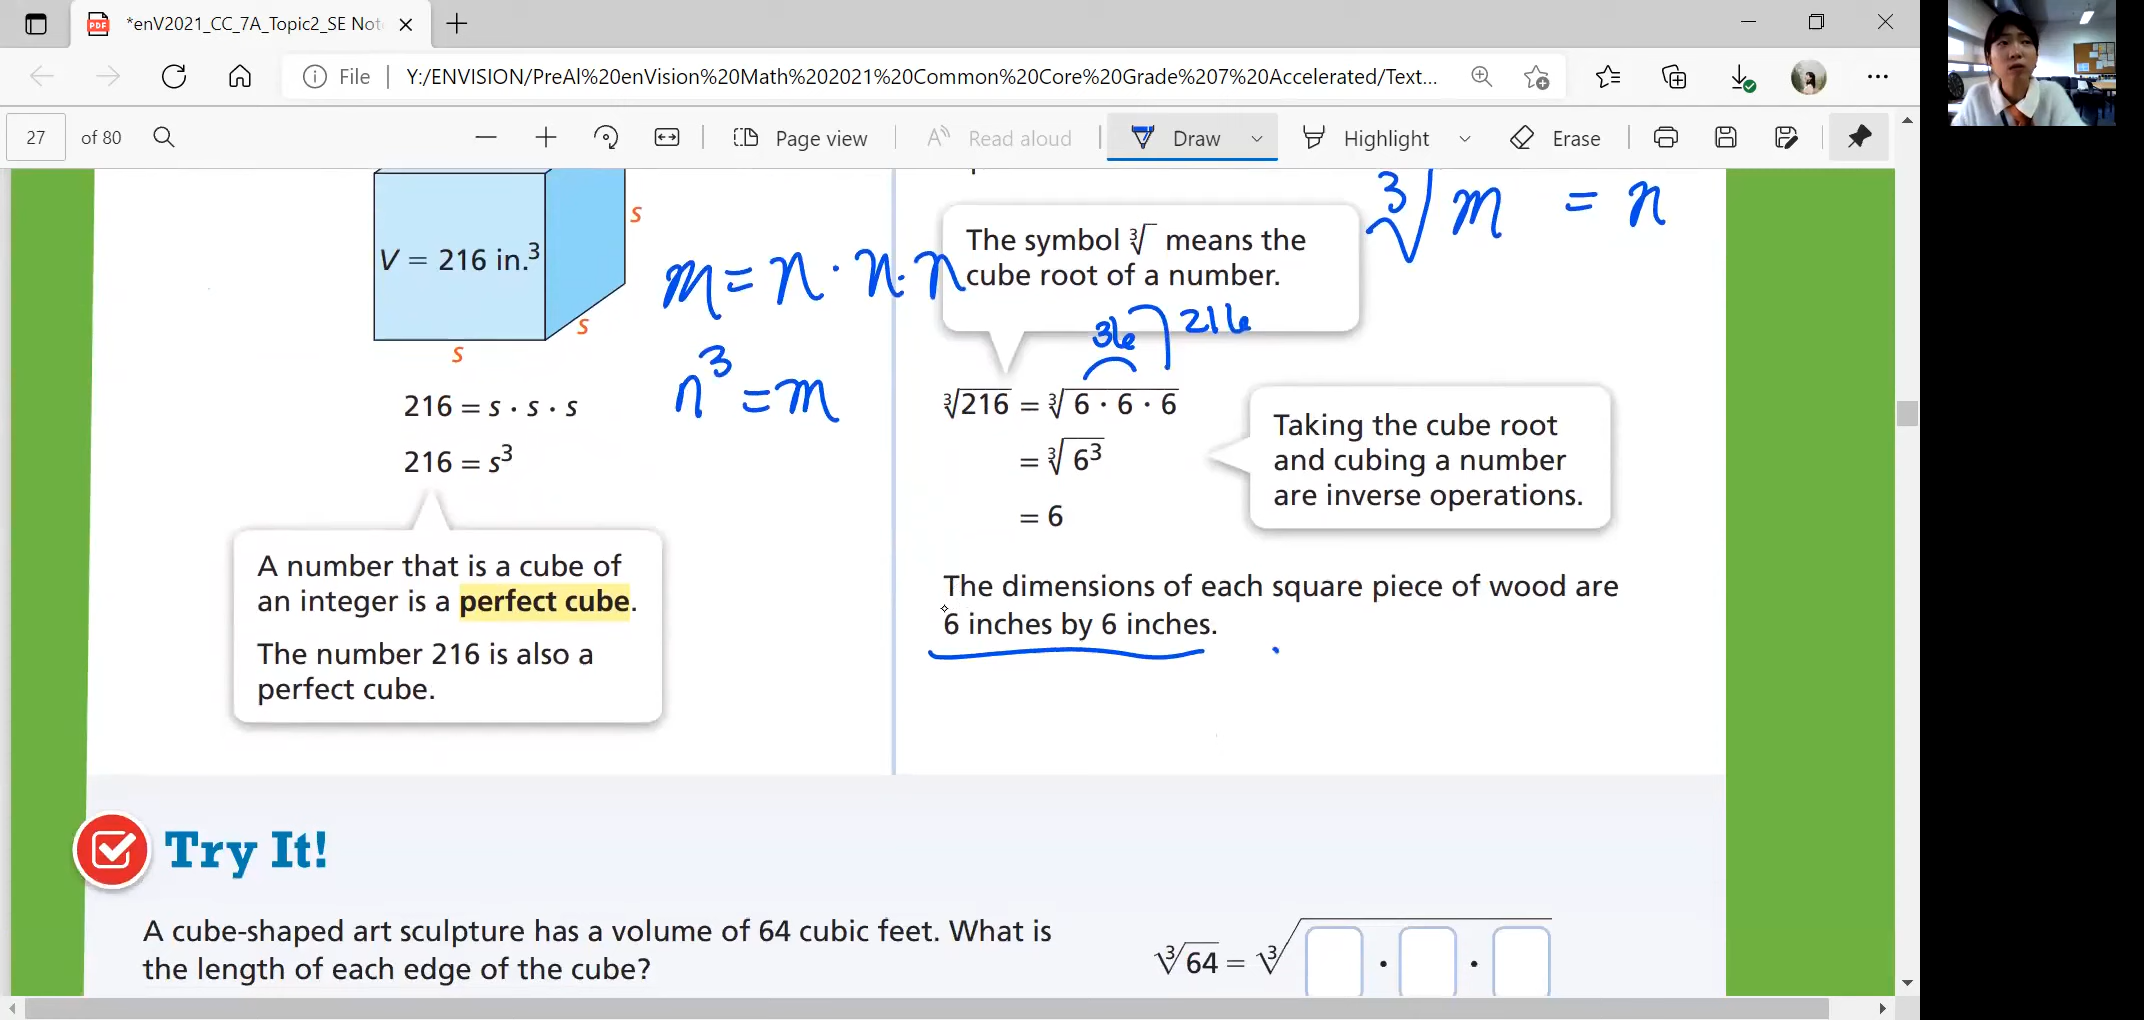 *enV2021_CC_7A_Topic2_SE Not
File
Y:/ENVISION/PreAl%20enVision%20Math%202021%20Common%20Core%20Grade%207%20Accelerated/Text...
27 of 80
Page view
Read aloud
Draw
Highlight
Erase
V = 216 in.³
s
s
s
216 = s · s · s
216 = s³
m = n · n · n
n³ = m
A number that is a cube of
an integer is a perfect cube.
The number 216 is also a
perfect cube.
∛m = n
The symbol ∛ means the
cube root of a number.
36 216
∛216 = ∛6 · 6 · 6
= ∛6³
= 6
Taking the cube root
and cubing a number
are inverse operations.
The dimensions of each square piece of wood are
6 inches by 6 inches.
Try It!
A cube-shaped art sculpture has a volume of 64 cubic feet. What is
the length of each edge of the cube?
∛64 = ∛ · ·